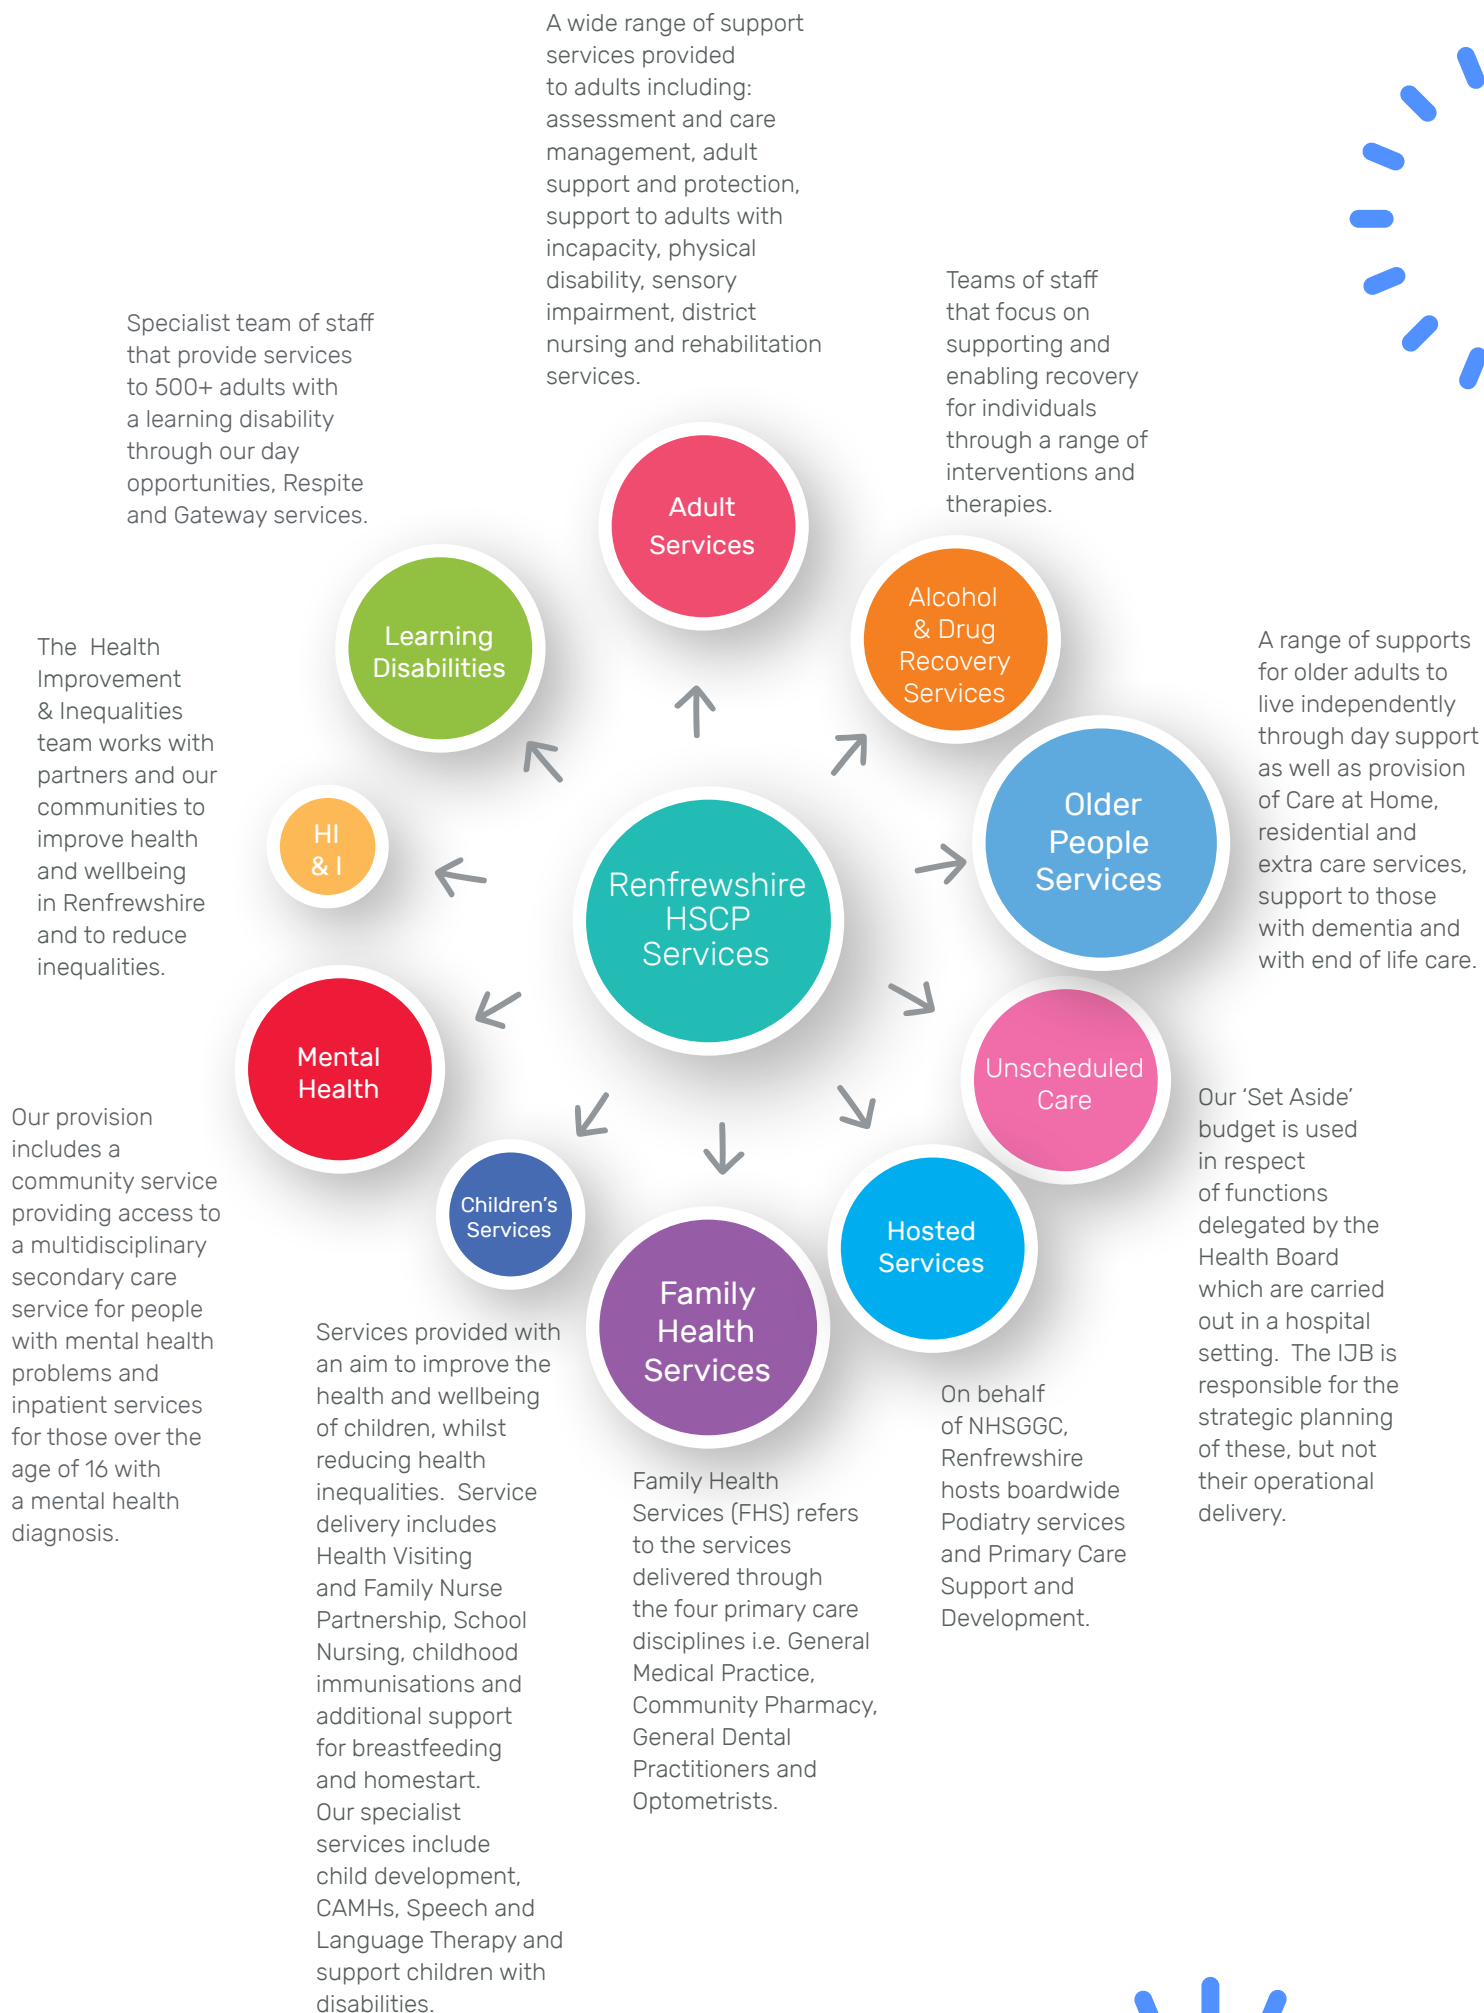 A wide range of support
services provided
to adults including:
assessment and care
management, adult
support and protection,
support to adults with
incapacity, physical
disability, sensory
impairment, district
nursing and rehabilitation
services.
Teams of staff
that focus on
supporting and
enabling recovery
for individuals
through a range of
interventions and
therapies.
Specialist team of staff
that provide services
to 500+ adults with
a learning disability
through our day
opportunities, Respite
and Gateway services.
Adult
Services
Alcohol
& Drug
Recovery
Services
Learning
Disabilities
The Health
Improvement
& Inequalities
team works with
partners and our
communities to
improve health
and wellbeing
in Renfrewshire
and to reduce
inequalities.
A range of supports
for older adults to
live independently
through day support
as well as provision
of Care at Home,
residential and
extra care services,
support to those
with dementia and
with end of life care.
Older
People
Services
HI
& I
Renfrewshire
HSCP
Services
Mental
Health
Unscheduled
Care
Our provision
includes a
community service
providing access to
a multidisciplinary
secondary care
service for people
with mental health
problems and
inpatient services
for those over the
age of 16 with
a mental health
diagnosis.
Our ‘Set Aside’
budget is used
in respect
of functions
delegated by the
Health Board
which are carried
out in a hospital
setting. The IJB is
responsible for the
strategic planning
of these, but not
their operational
delivery.
Children’s
Services
Hosted
Services
Family
Health
Services
Services provided with
an aim to improve the
health and wellbeing
of children, whilst
reducing health
inequalities. Service
delivery includes
Health Visiting
and Family Nurse
Partnership, School
Nursing, childhood
immunisations and
additional support
for breastfeeding
and homestart.
Our specialist
services include
child development,
CAMHs, Speech and
Language Therapy and
support children with
disabilities.
Family Health
Services (FHS) refers
to the services
delivered through
the four primary care
disciplines i.e. General
Medical Practice,
Community Pharmacy,
General Dental
Practitioners and
Optometrists.
On behalf
of NHSGGC,
Renfrewshire
hosts boardwide
Podiatry services
and Primary Care
Support and
Development.